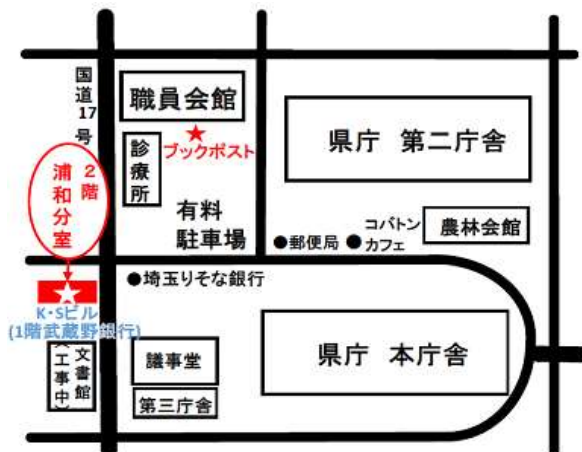 国道17号
職員会館
ブックポスト
診療所
有料
駐車場
県庁 第二庁舎
2階
浦和分室
●郵便局
●コバトン
カフェ
農林会館
●埼玉りそな銀行
K・Sビル
(1階武蔵野銀行)
文書館
(工事中)
議事堂
第三庁舎
県庁 本庁舎